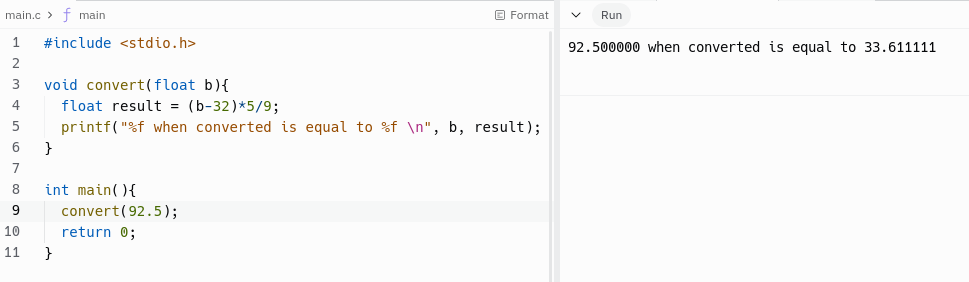 main.c > f main
Format
1 #include <stdio.h>
2
3 void convert(float b){
4   float result = (b-32)*5/9;
5   printf("%f when converted is equal to %f \n", b, result);
6 }
7
8 int main(){
9   convert(92.5);
10   return 0;
11 }
Run
92.500000 when converted is equal to 33.611111